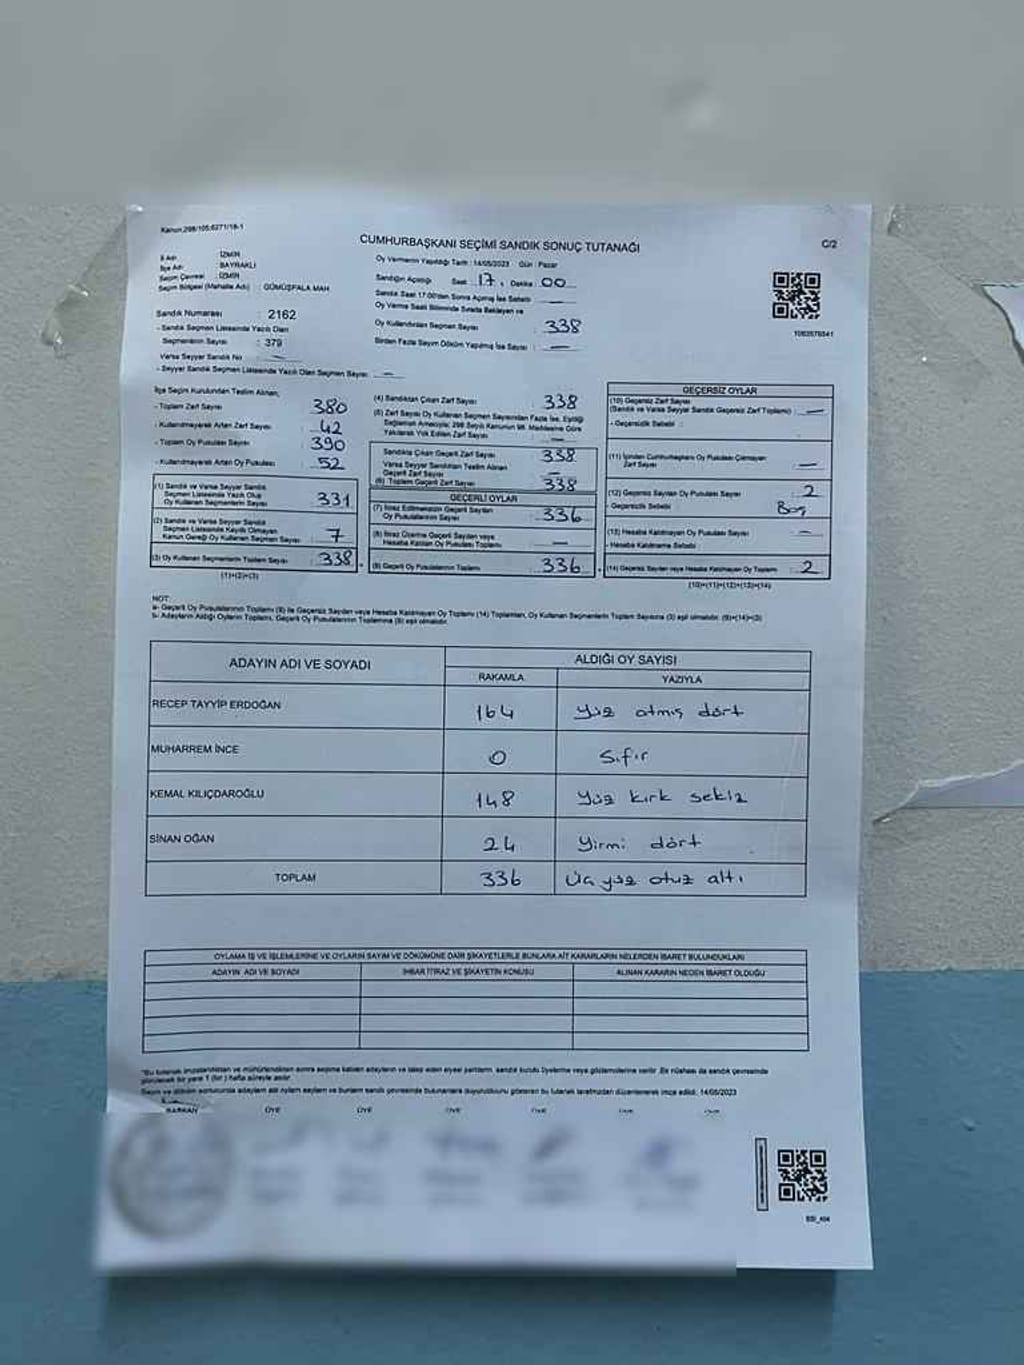 Kanun:298/105;6271/18-1
CUMHURBAŞKANI SEÇİMİ SANDIK SONUÇ TUTANAĞI
C/2
İl Adı : İZMİR
İlçe Adı : BAYRAKLI
Seçim Çevresi : İZMİR
Seçim Bölgesi (Mahalle Adı) : GÜMÜŞPALA MAH.
Sandık Numarası : 2162
- Sandık Seçmen Listesinde Yazılı Olan
Seçmenlerin Sayısı : 379
Varsa Seyyar Sandık No : —
- Seyyar Sandık Seçmen Listesinde Yazılı Olan Seçmen Sayısı : —
Oy Vermenin Yapıldığı Tarih : 14/05/2023 Gün : Pazar
Sandığın Açıldığı Saat : 17, Dakika : 00
Sandık Saat 17:00'den Sonra Açılmış İse Sebebi : —
Oy Verme Saati Bitiminde Sırada Bekleyen ve
Oy Kullandırılan Seçmen Sayısı : 338
Birden Fazla Sayım Döküm Yapılmış İse Sayısı : —
1063576541
İlçe Seçim Kurulundan Teslim Alınan;
- Toplam Zarf Sayısı : 380
- Kullanılmayarak Artan Zarf Sayısı : 42
- Toplam Oy Pusulası Sayısı : 390
- Kullanılmayarak Artan Oy Pusulası : 52
(1) Sandık ve Varsa Seyyar Sandık
Seçmen Listesinde Yazılı Olup
Oy Kullanan Seçmenlerin Sayısı : 331
(2) Sandık ve Varsa Seyyar Sandık
Seçmen Listesinde Kaydı Olmayan
Kanun Gereği Oy Kullanan Seçmen Sayısı : 7
(3) Oy Kullanan Seçmenlerin Toplam Sayısı : 338
(1)+(2)=(3)
(4) Sandıktan Çıkan Zarf Sayısı : 338
(5) Zarf Sayısı Oy Kullanan Seçmen Sayısından Fazla İse, Eşitliği
Sağlamak Amacıyla; 298 Sayılı Kanunun 98. Maddesine Göre
Yakılarak Yok Edilen Zarf Sayısı : —
Sandıkta Çıkan Geçerli Zarf Sayısı : 338
Varsa Seyyar Sandıktan Teslim Alınan
Geçerli Zarf Sayısı : —
(6) Toplam Geçerli Zarf Sayısı : 338
GEÇERLİ OYLAR
(7) İtiraz Edilmeksizin Geçerli Sayılan
Oy Pusulalarının Sayısı : 336
(8) İtiraz Üzerine Geçerli Sayılan veya
Hesaba Katılan Oy Pusulası Toplamı : —
(9) Geçerli Oy Pusulalarının Toplamı : 336
GEÇERSİZ OYLAR
(10) Geçersiz Zarf Sayısı
(Sandık ve Varsa Seyyar Sandık Geçersiz Zarf Toplamı) : —
- Geçersizlik Sebebi :
(11) İçinden Cumhurbaşkanı Oy Pusulası Çıkmayan
Zarf Sayısı : —
(12) Geçersiz Sayılan Oy Pusulası Sayısı : 2
- Geçersizlik Sebebi : Boş
(13) Hesaba Katılmayan Oy Pusulası Sayısı : —
- Hesaba Katılmama Sebebi :
(14) Geçersiz Sayılan veya Hesaba Katılmayan Oy Toplamı : 2
(10)+(11)+(12)+(13)=(14)
NOT:
a- Geçerli Oy Pusulalarının Toplamı (9) ile Geçersiz Sayılan veya Hesaba Katılmayan Oy Toplamı (14) Toplamları, Oy Kullanan Seçmenlerin Toplam Sayısına (3) eşit olmalıdır. (9)+(14)=(3)
b- Adayların Aldığı Oyların Toplamı, Geçerli Oy Pusulalarının Toplamına (9) eşit olmalıdır.
ADAYIN ADI VE SOYADI
ALDIĞI OY SAYISI
RAKAMLA YAZIYLA
RECEP TAYYİP ERDOĞAN 164 Yüz atmış dört
MUHARREM İNCE 0 Sıfır
KEMAL KILIÇDAROĞLU 148 Yüz kırk sekiz
SİNAN OĞAN 24 Yirmi dört
TOPLAM 336 Üç yüz otuz altı
OYLAMA İŞ VE İŞLEMLERİNE VE OYLARIN SAYIM VE DÖKÜMÜNE DAİR ŞİKAYETLERLE BUNLARA AİT KARARLARIN NELERDEN İBARET BULUNDUKLARI
ADAYIN ADI VE SOYADI İHBAR İTİRAZ VE ŞİKAYETİN KONUSU ALINAN KARARIN NEDEN İBARET OLDUĞU
"Bu tutanak imzalandıktan ve mühürlendikten sonra seçime katılan adayların ve talep eden siyasi partilerin, sandık kurulu üyelerine veya gözlemcilerine verilir. Bir nüshası da sandık çevresinde
görülecek bir yere 1 (bir) hafta süreyle asılır.
Seçim ve döküm sonucunda adayların aldığı oyların sayılarını ve bunların sandık çevresinde bulunanlara duyurulduğunu gösteren bu tutanak tarafımızdan düzenlenerek imza edildi. 14/05/2023
BAŞKAN ÜYE ÜYE ÜYE ÜYE ÜYE ÜYE